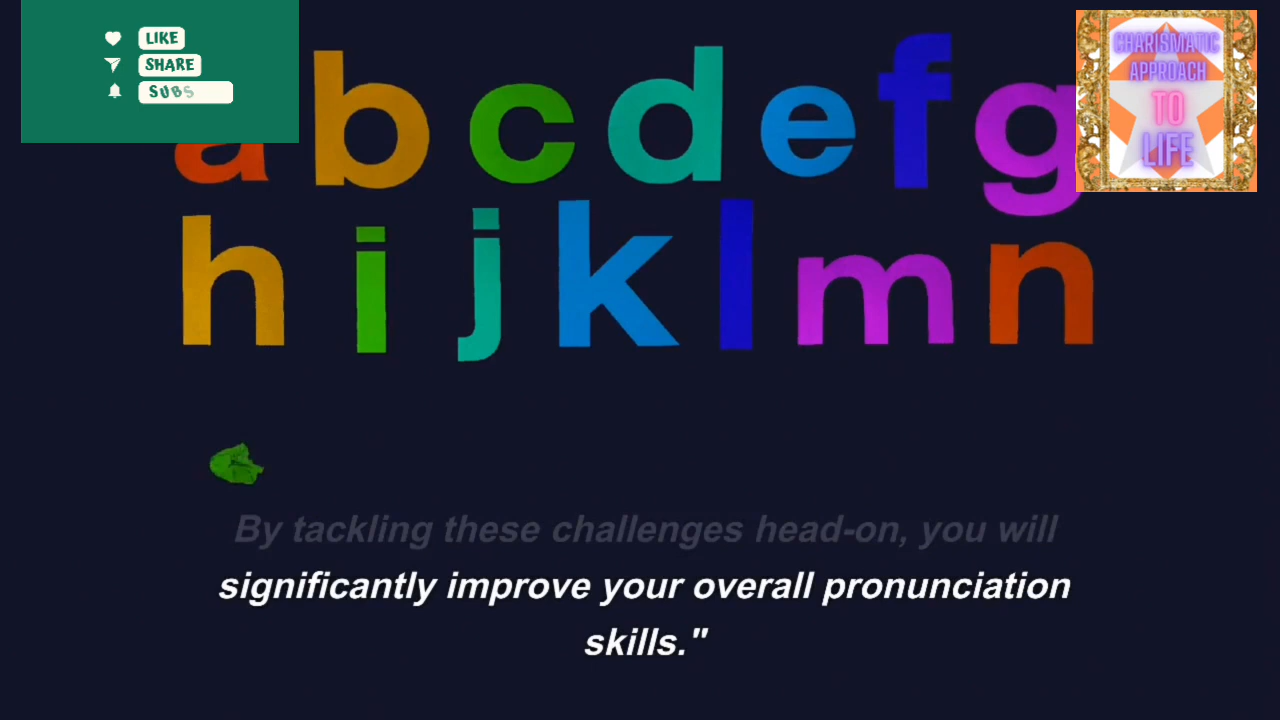 LIKE
SHARE
SUBS
a b c d e f g
h i j k l m n
CHARISMATIC
APPROACH
TO
LIFE
By tackling these challenges head-on, you will
significantly improve your overall pronunciation
skills."